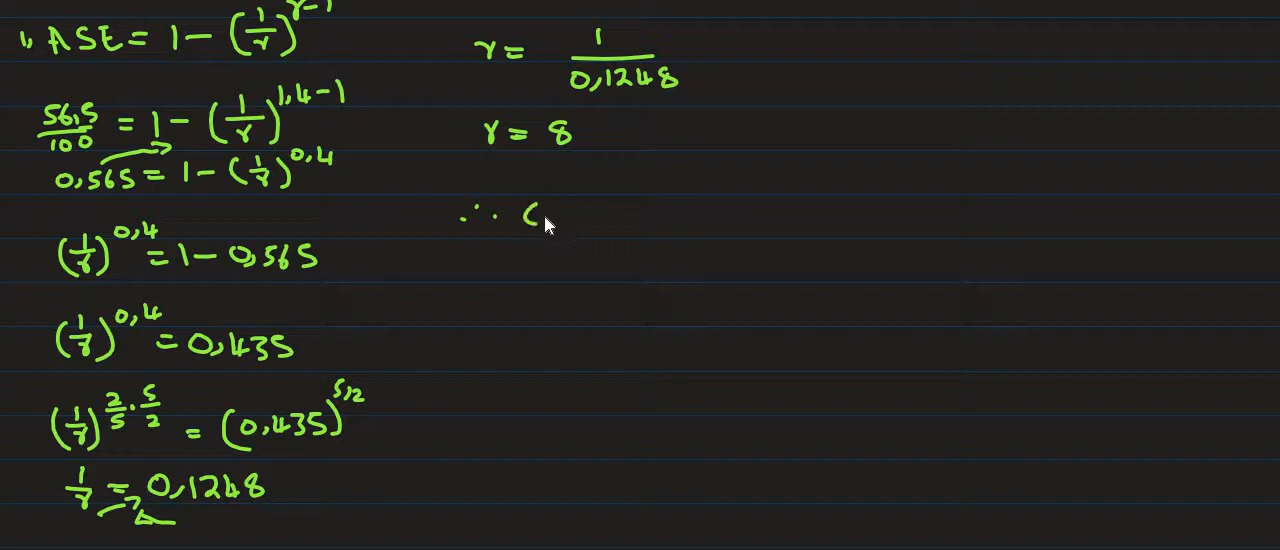 1, ASE = 1 - (1/r)^γ-1
56,5/100 = 1 - (1/r)^1,4-1
0,565 = 1 - (1/r)^0,4
(1/r)^0,4 = 1 - 0,565
(1/r)^0,4 = 0,435
(1/r)^2/5 · 5/2 = (0,435)^5/2
1/r = 0,1248
r = 1/0,1248
r = 8
∴ C